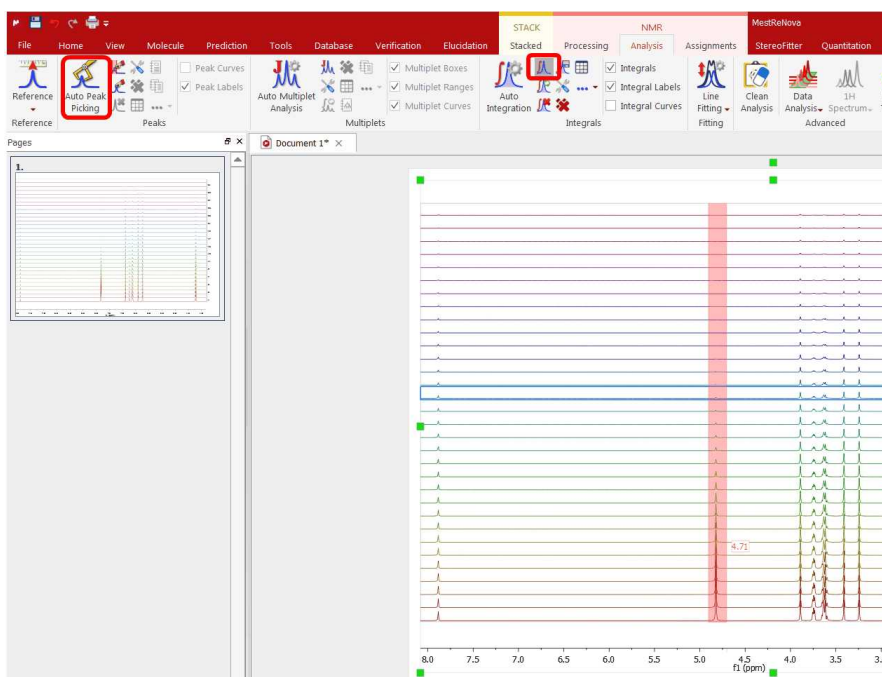 STACK NMR MestReNova
File Home View Molecule Prediction Tools Database Verification Elucidation Stacked Processing Analysis Assignments StereoFitter Quantitation
Peak Curves Multiplet Boxes Integrals
Peak Labels Multiplet Ranges Integral Labels
Multiplet Curves Integral Curves
Reference
Auto Peak
Picking
Auto Multiplet
Analysis
Auto
Integration
Line
Fitting
Clean
Analysis
Data
Analysis
1H
Spectrum
Reference Peaks Multiplets Integrals Fitting Advanced
Pages Document 1*
1.
4.71
8.0 7.5 7.0 6.5 6.0 5.5 5.0 4.5 4.0 3.5 3.
f1 (ppm)